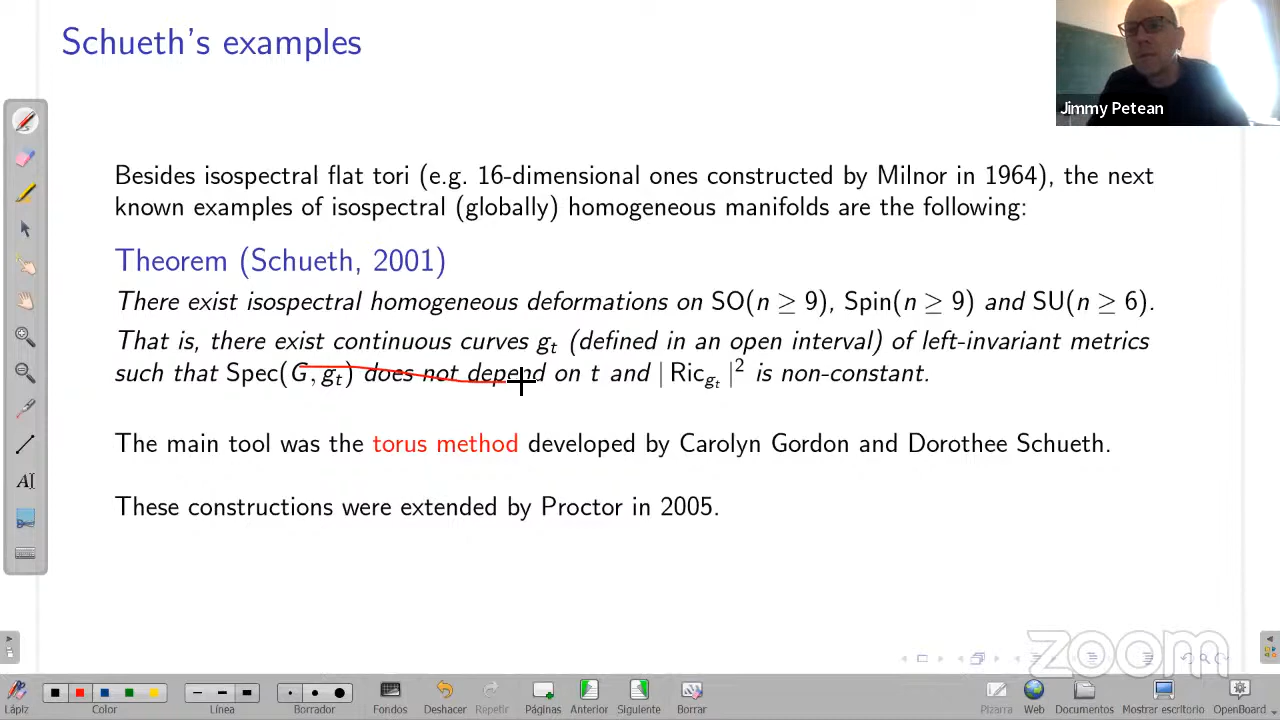 Schueth's examples
Jimmy Petean
Besides isospectral flat tori (e.g. 16-dimensional ones constructed by Milnor in 1964), the next
known examples of isospectral (globally) homogeneous manifolds are the following:
Theorem (Schueth, 2001)
There exist isospectral homogeneous deformations on SO(n ≥ 9), Spin(n ≥ 9) and SU(n ≥ 6).
That is, there exist continuous curves g_t (defined in an open interval) of left-invariant metrics
such that Spec(G, g_t) does not depend on t and | Ric_{g_t} |^2 is non-constant.
The main tool was the torus method developed by Carolyn Gordon and Dorothee Schueth.
These constructions were extended by Proctor in 2005.
zoom
Lápiz Color Línea Borrador Fondos Deshacer Repetir Páginas Anterior Siguiente Borrar Pizarra Web Documentos Mostrar escritorio OpenBoard